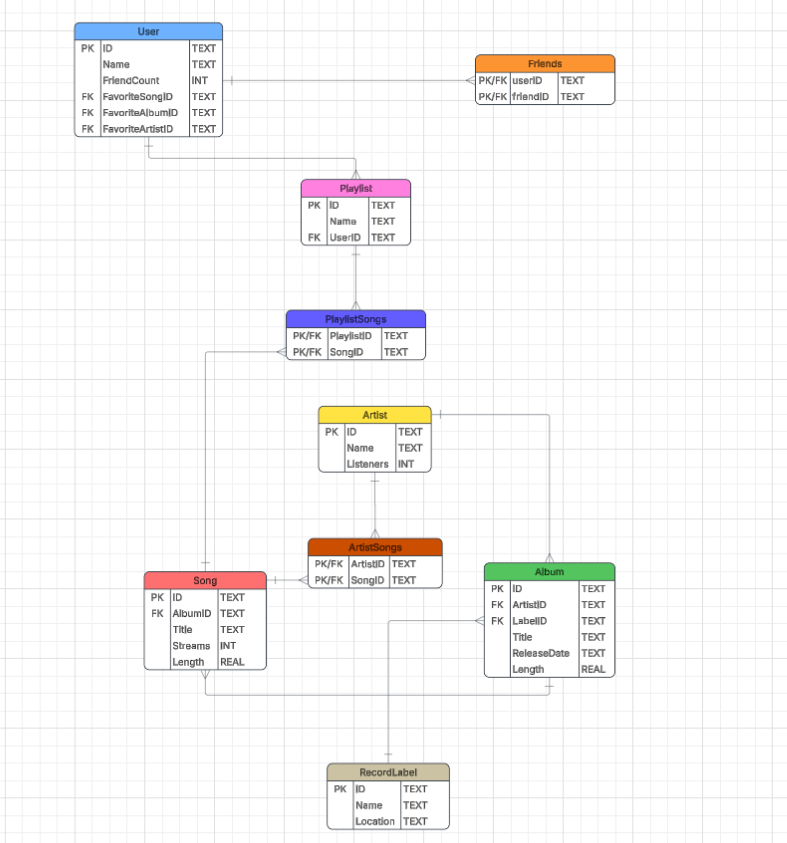 User
PK ID TEXT
Name TEXT
FriendCount INT
FK FavoriteSongID TEXT
FK FavoriteAlbumID TEXT
FK FavoriteArtistID TEXT
Friends
PK/FK userID TEXT
PK/FK friendID TEXT
Playlist
PK ID TEXT
Name TEXT
FK UserID TEXT
PlaylistSongs
PK/FK PlaylistID TEXT
PK/FK SongID TEXT
Artist
PK ID TEXT
Name TEXT
Listeners INT
ArtistSongs
PK/FK ArtistID TEXT
PK/FK SongID TEXT
Song
PK ID TEXT
FK AlbumID TEXT
Title TEXT
Streams INT
Length REAL
Album
PK ID TEXT
FK ArtistID TEXT
FK LabelID TEXT
Title TEXT
ReleaseDate TEXT
Length REAL
RecordLabel
PK ID TEXT
Name TEXT
Location TEXT